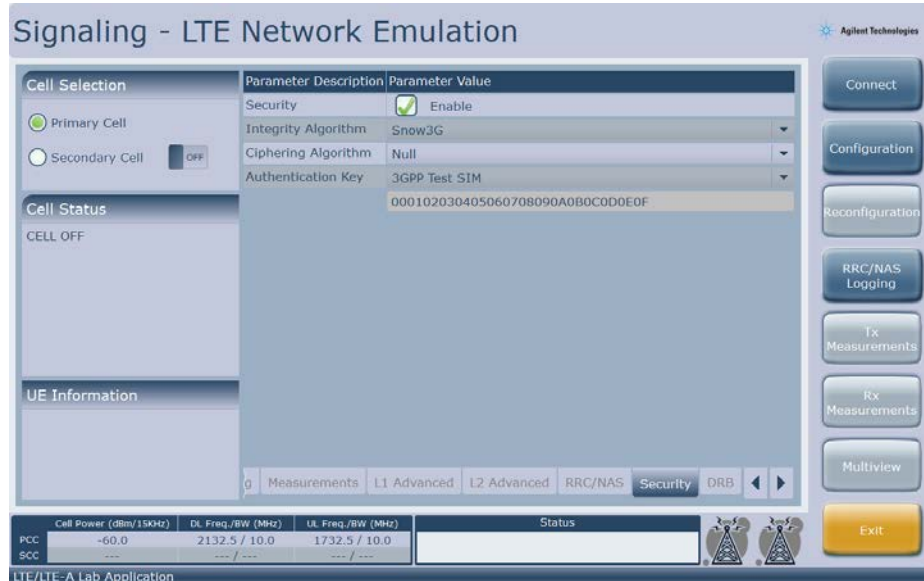 Signaling - LTE Network Emulation
Agilent Technologies
Cell Selection
Primary Cell
Secondary Cell
OFF
Cell Status
CELL OFF
UE Information
Parameter Description Parameter Value
Security Enable
Integrity Algorithm Snow3G
Ciphering Algorithm Null
Authentication Key 3GPP Test SIM
000102030405060708090A0B0C0D0E0F
g Measurements L1 Advanced L2 Advanced RRC/NAS Security DRB
Connect
Configuration
Reconfiguration
RRC/NAS
Logging
Tx
Measurements
Rx
Measurements
Multiview
Exit
Cell Power (dBm/15KHz) DL Freq./BW (MHz) UL Freq./BW (MHz) Status
PCC -60.0 2132.5 / 10.0 1732.5 / 10.0
SCC --- --- / --- --- / ---
LTE/LTE-A Lab Application